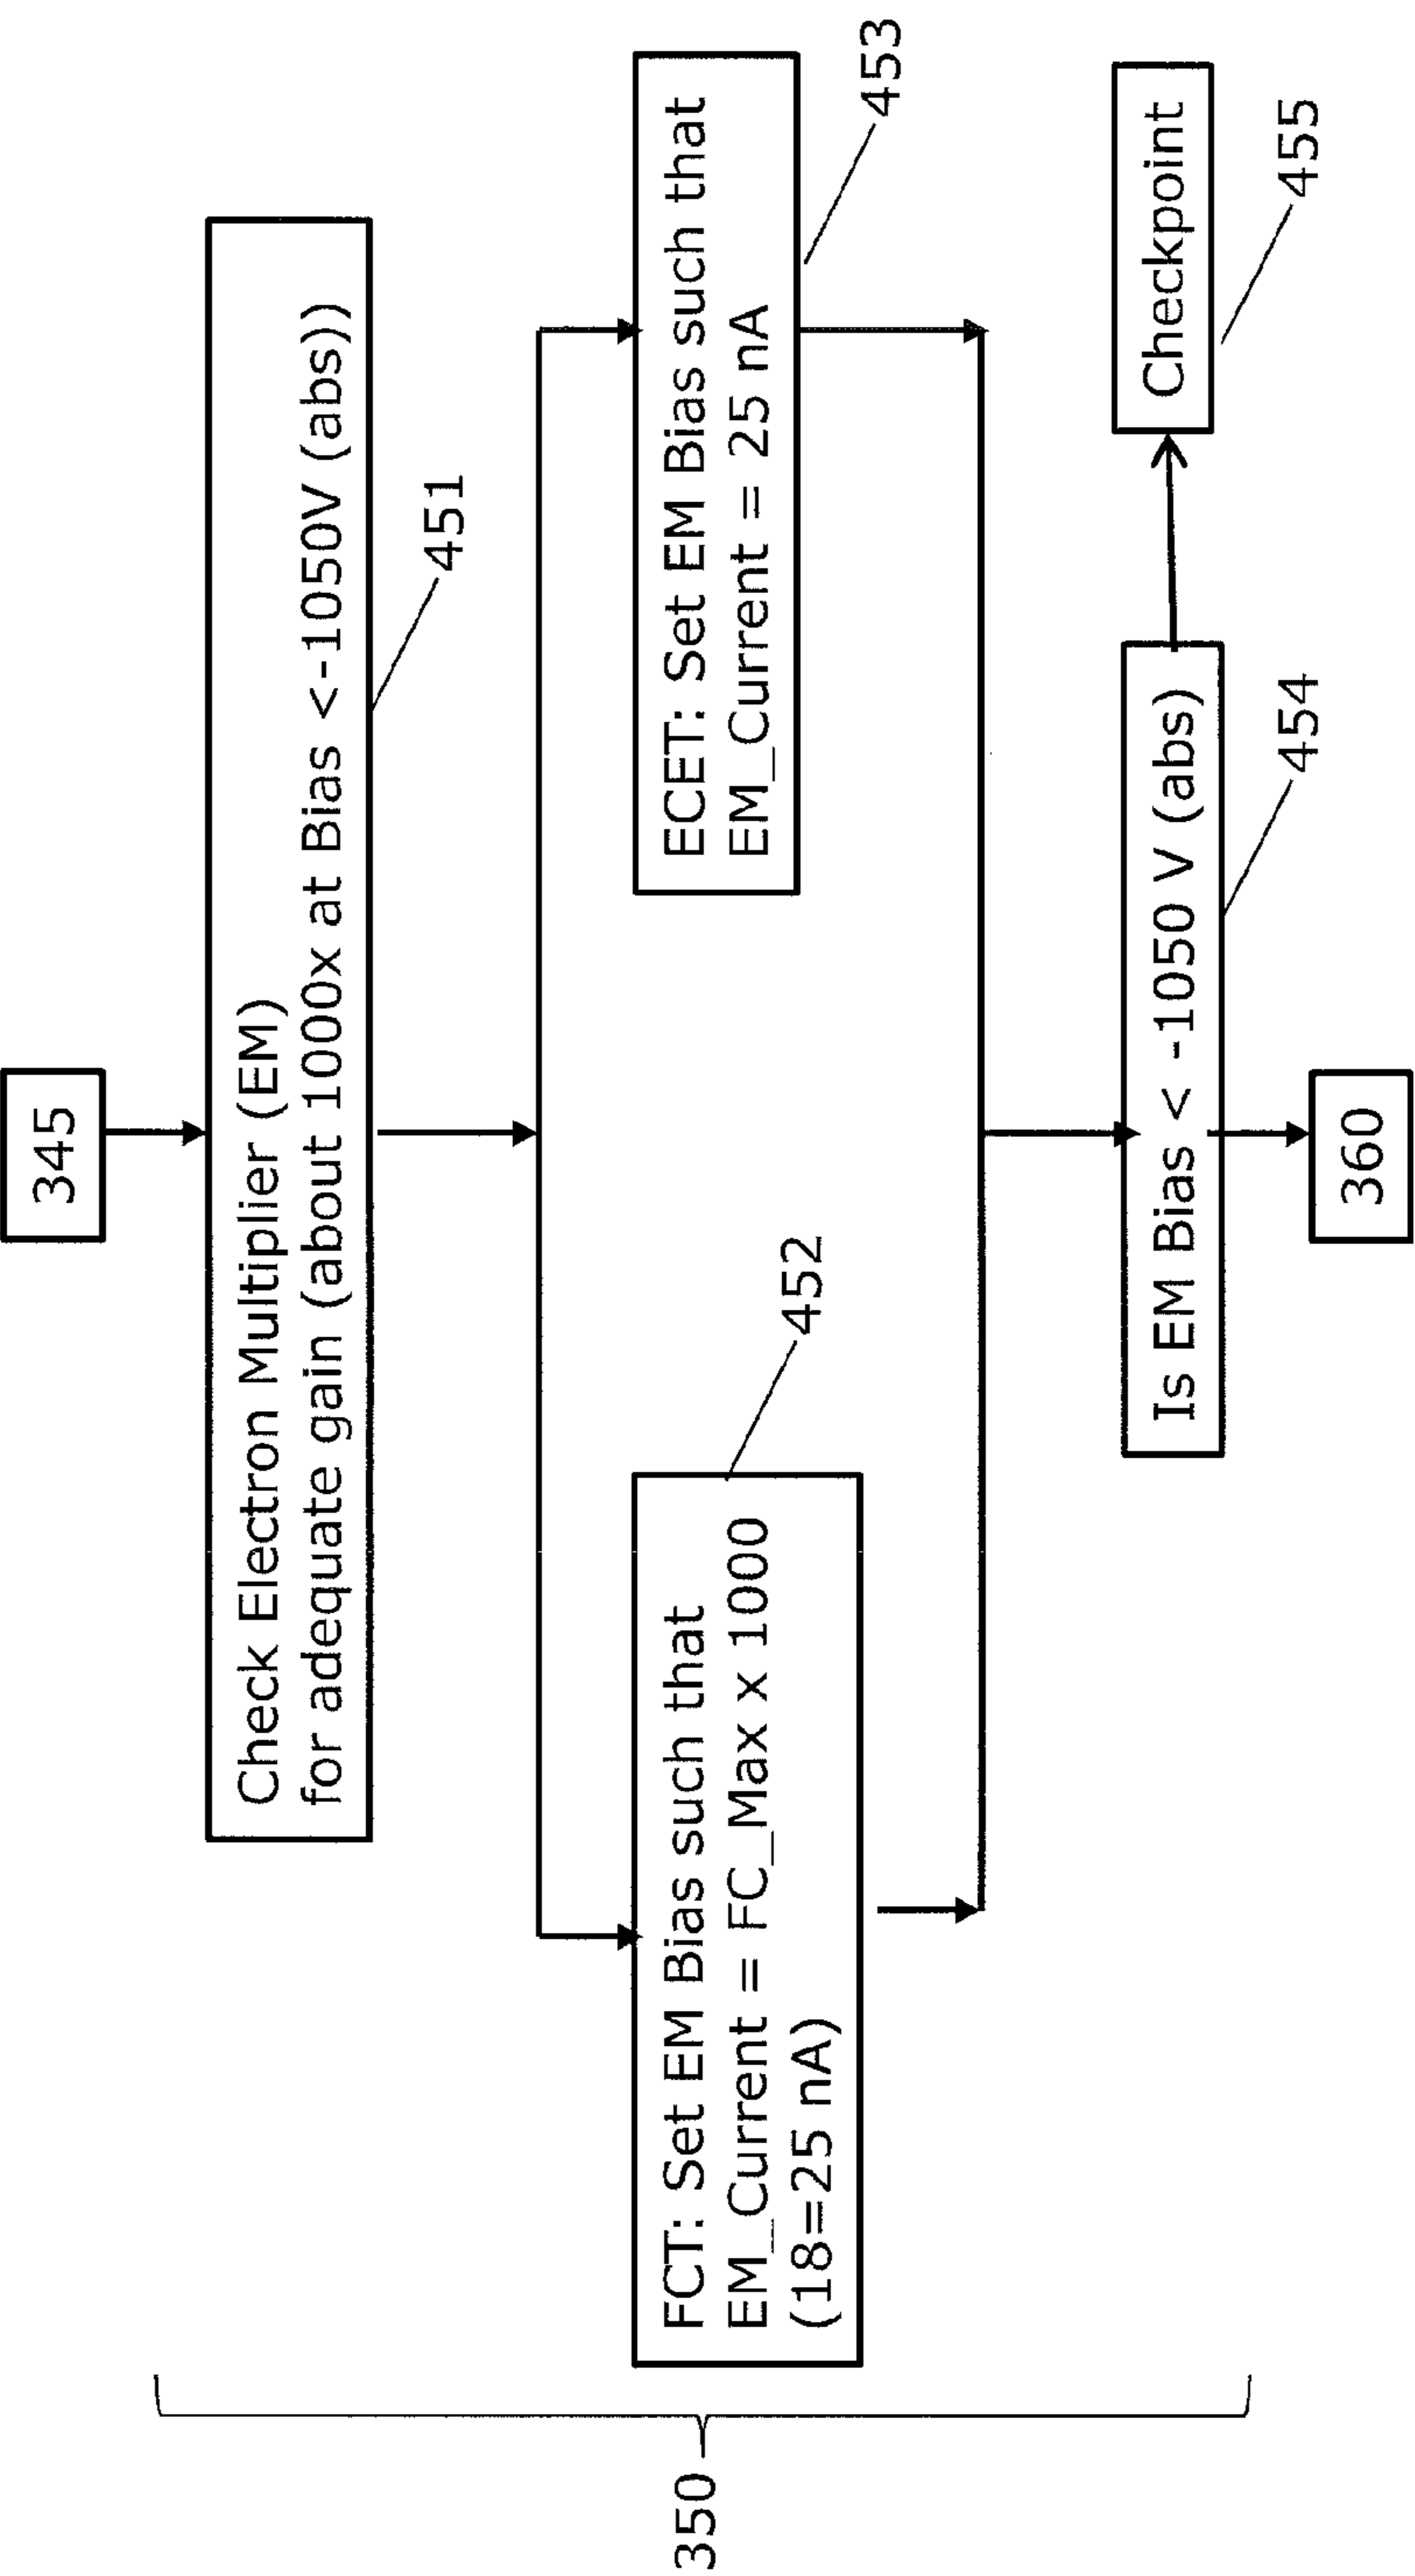 345
Check Electron Multiplier (EM)
for adequate gain (about 1000x at Bias <-1050V (abs))
451
FCT: Set EM Bias such that
EM_Current = FC_Max x 1000
(18=25 nA)
452
ECET: Set EM Bias such that
EM_Current = 25 nA
453
350
Is EM Bias < -1050 V (abs)
454
Checkpoint
455
360